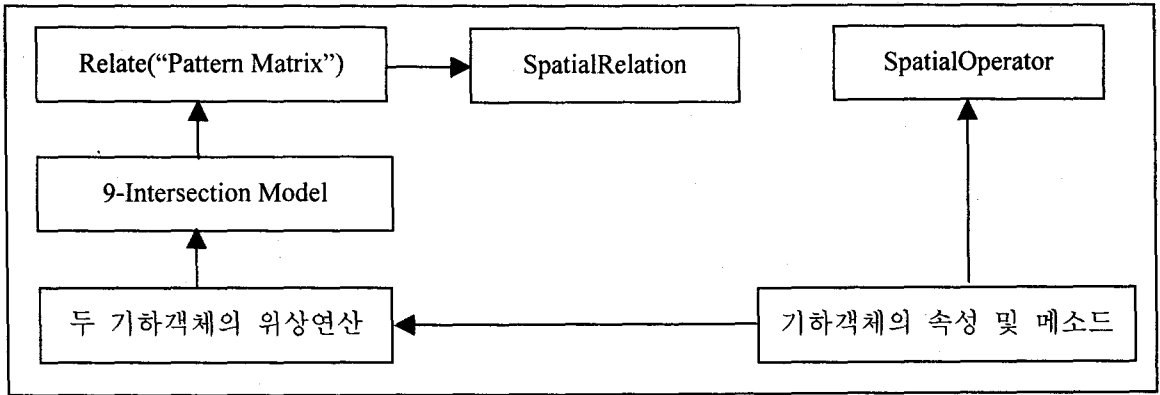 Relate(“Pattern Matrix”)
SpatialRelation
SpatialOperator
9-Intersection Model
두 기하객체의 위상연산
기하객체의 속성 및 메소드